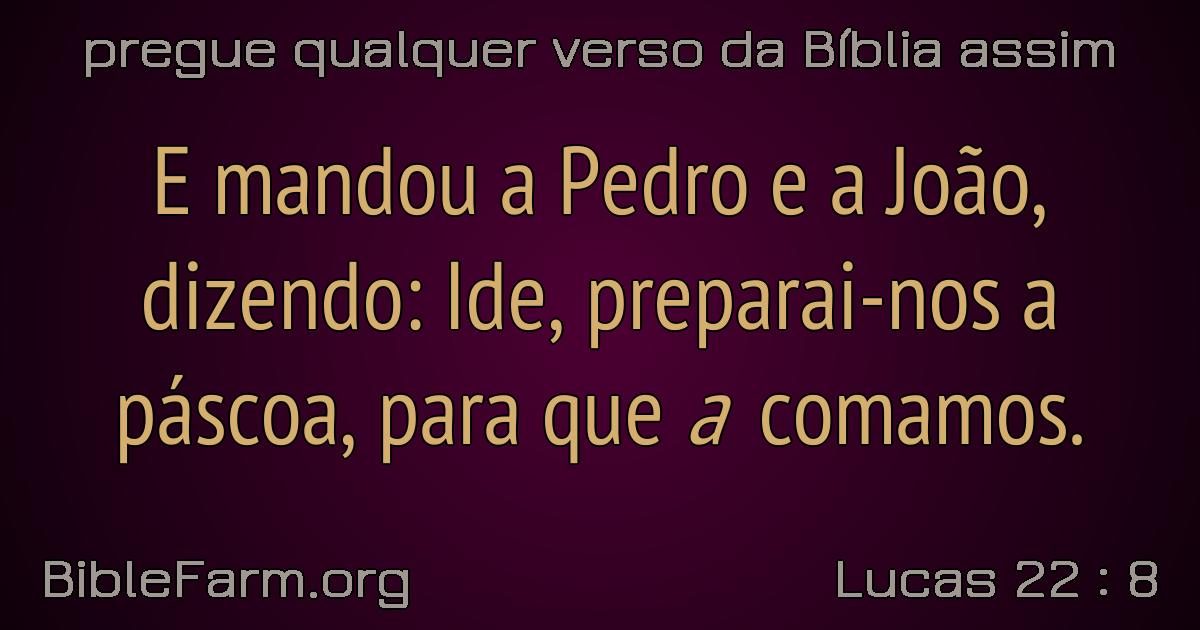 pregue qualquer verso da Bíblia assim
E mandou a Pedro e a João,
dizendo: Ide, preparai-nos a
páscoa, para que a comamos.
BibleFarm.org
Lucas 22 : 8